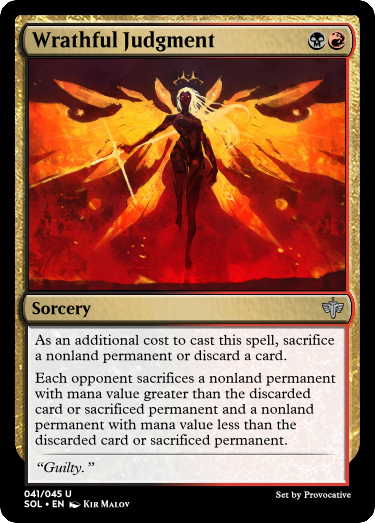 Wrathful Judgment
Sorcery
As an additional cost to cast this spell, sacrifice
a nonland permanent or discard a card.
Each opponent sacrifices a nonland permanent
with mana value greater than the discarded
card or sacrificed permanent and a nonland
permanent with mana value less than the
discarded card or sacrificed permanent.
“Guilty.”
041/045 U
SOL • EN Kir Malov
Set by Provocative